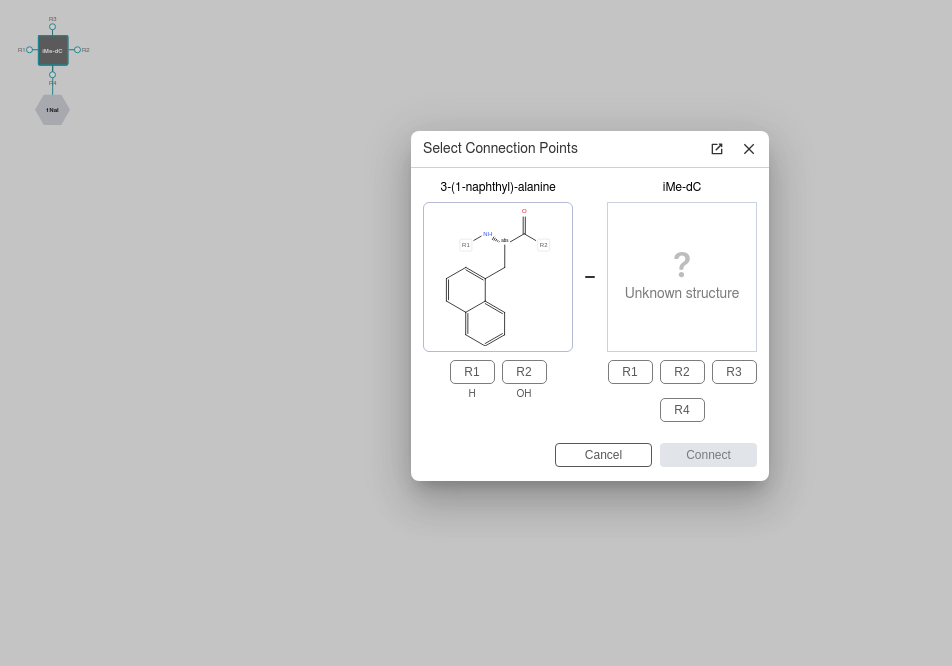 R3
R1
iMe-dC
R2
R4
1Nal
Select Connection Points
3-(1-naphthyl)-alanine
iMe-dC
O
NH
abs
R1
R2
?
Unknown structure
R1
R2
R1
R2
R3
H
OH
R4
Cancel
Connect